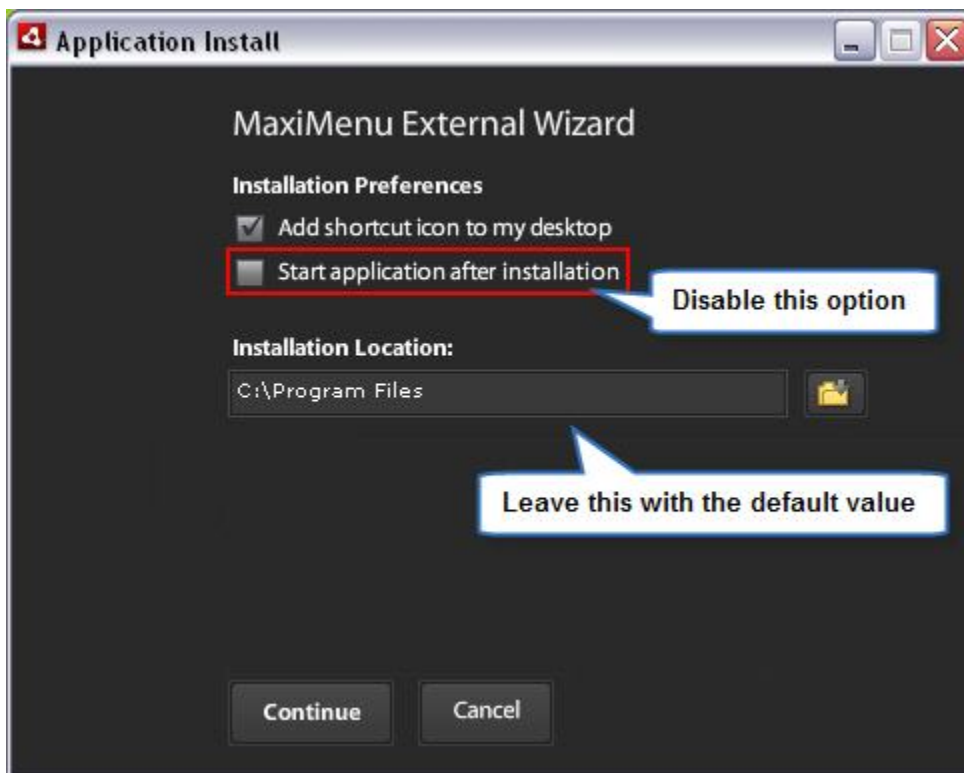 Application Install
MaxiMenu External Wizard
Installation Preferences
Add shortcut icon to my desktop
Start application after installation
Disable this option
Installation Location:
C:\Program Files
Leave this with the default value
Continue
Cancel